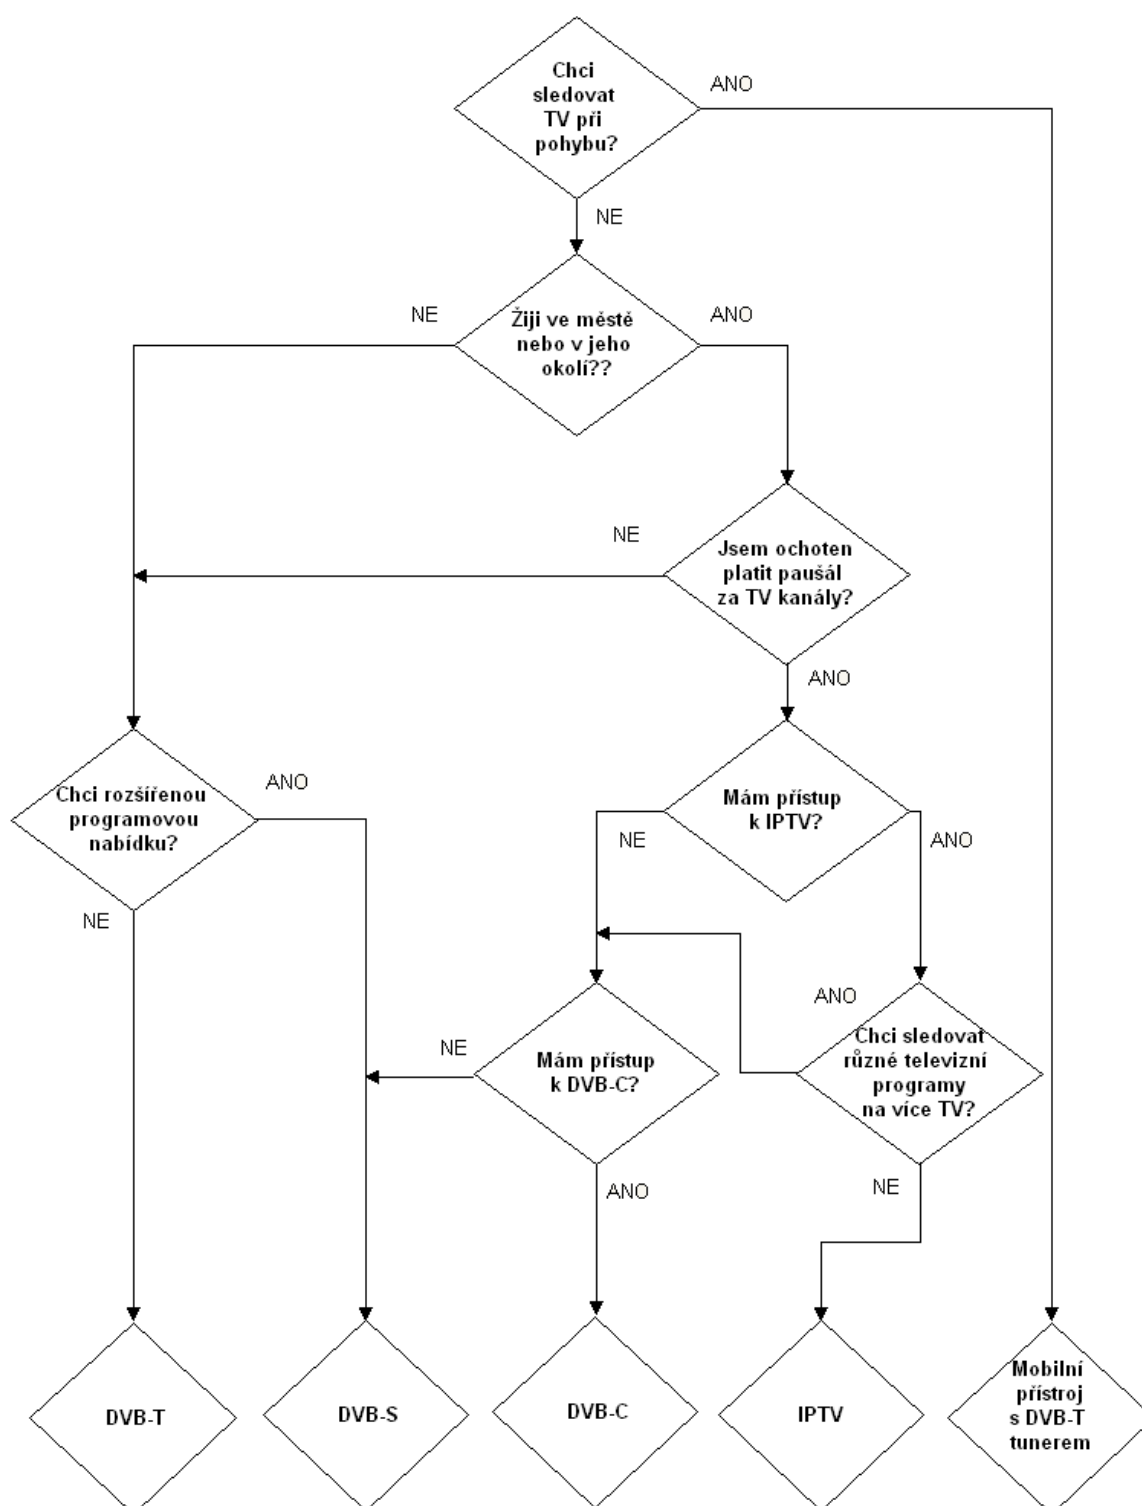 Chci
sledovat
TV při
pohybu?
ANO
NE
Žiji ve městě
nebo v jeho
okolí??
NE
ANO
Jsem ochoten
platit paušál
za TV kanály?
NE
ANO
Chci rozšířenou
programovou
nabídku?
ANO
NE
Mám přístup
k IPTV?
NE
ANO
Mám přístup
k DVB-C?
NE
ANO
Chci sledovat
různé televizní
programy
na více TV?
ANO
NE
DVB-T
DVB-S
DVB-C
IPTV
Mobilní
přístroj
s DVB-T
tunerem